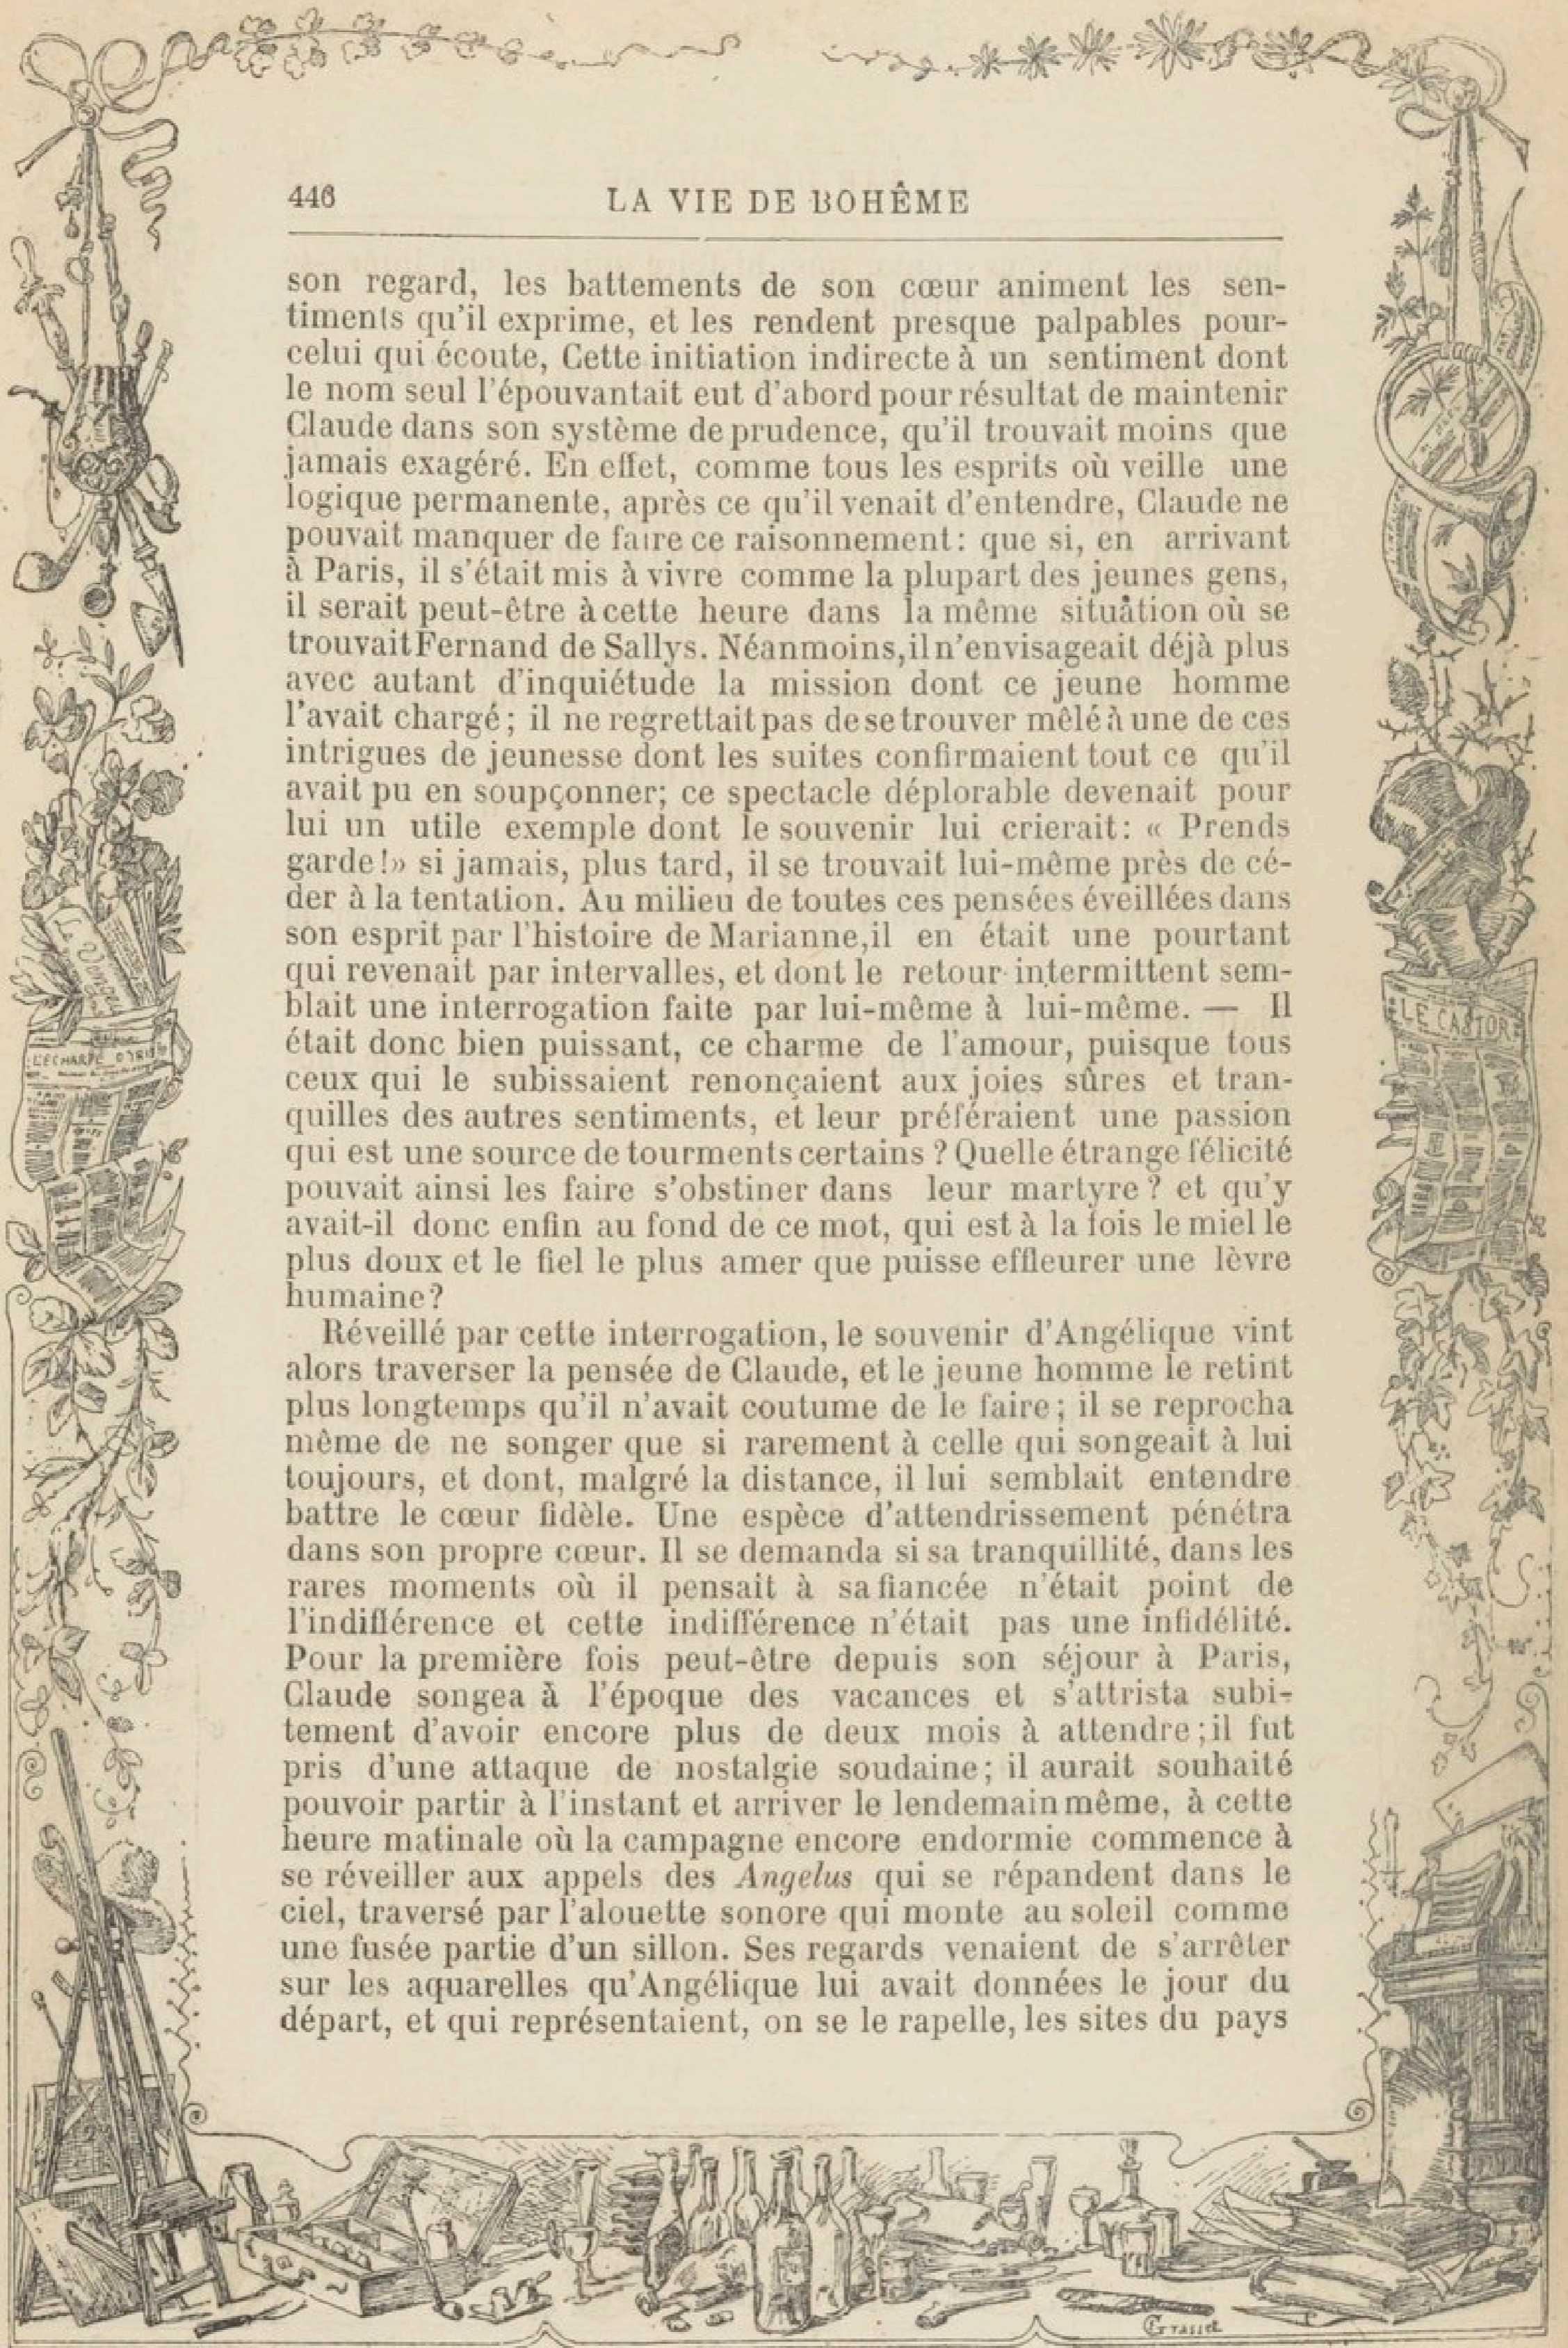 446
LA VIE DE BOHÊME
son regard, les battements de son cœur animent les sen-
timents qu'il exprime, et les rendent presque palpables pour-
celui qui écoute, Cette initiation indirecte à un sentiment dont
le nom seul l'épouvantait eut d'abord pour résultat de maintenir
Claude dans son système de prudence, qu'il trouvait moins que
jamais exagéré. En effet, comme tous les esprits où veille une
logique permanente, après ce qu'il venait d'entendre, Claude ne
pouvait manquer de faire ce raisonnement: que si, en arrivant
à Paris, il s'était mis à vivre comme la plupart des jeunes gens,
il serait peut-être à cette heure dans la même situâtion où se
trouvait Fernand de Sallys. Néanmoins, il n'envisageait déjà plus
avec autant d'inquiétude la mission dont ce jeune homme
l'avait chargé; il ne regrettait pas de se trouver mêlé à une de ces
intrigues de jeunesse dont les suites confirmaient tout ce qu'il
avait pu en soupçonner; ce spectacle déplorable devenait pour
lui un utile exemple dont le souvenir lui crierait: « Prends
garde!» si jamais, plus tard, il se trouvait lui-même près de cé-
der à la tentation. Au milieu de toutes ces pensées éveillées dans
son esprit par l'histoire de Marianne, il en était une pourtant
qui revenait par intervalles, et dont le retour intermittent sem-
blait une interrogation faite par lui-même à lui-même. — Il
était donc bien puissant, ce charme de l'amour, puisque tous
ceux qui le subissaient renonçaient aux joies sûres et tran-
quilles des autres sentiments, et leur préféraient une passion
qui est une source de tourments certains ? Quelle étrange félicité
pouvait ainsi les faire s'obstiner dans leur martyre ? et qu'y
avait-il donc enfin au fond de ce mot, qui est à la fois le miel le
plus doux et le fiel le plus amer que puisse effleurer une lèvre
humaine?
Réveillé par cette interrogation, le souvenir d'Angélique vint
alors traverser la pensée de Claude, et le jeune homme le retint
plus longtemps qu'il n'avait coutume de le faire; il se reprocha
même de ne songer que si rarement à celle qui songeait à lui
toujours, et dont, malgré la distance, il lui semblait entendre
battre le cœur fidèle. Une espèce d'attendrissement pénétra
dans son propre cœur. Il se demanda si sa tranquillité, dans les
rares moments où il pensait à sa fiancée n'était point de
l'indifférence et cette indifférence n'était pas une infidélité.
Pour la première fois peut-être depuis son séjour à Paris,
Claude songea à l'époque des vacances et s'attrista subi-
tement d'avoir encore plus de deux mois à attendre; il fut
pris d'une attaque de nostalgie soudaine; il aurait souhaité
pouvoir partir à l'instant et arriver le lendemain même, à cette
heure matinale où la campagne encore endormie commence à
se réveiller aux appels des Angelus qui se répandent dans le
ciel, traversé par l'alouette sonore qui monte au soleil comme
une fusée partie d'un sillon. Ses regards venaient de s'arrêter
sur les aquarelles qu'Angélique lui avait données le jour du
départ, et qui représentaient, on se le rapelle, les sites du pays
L'ECHARPE D'IRIS
LE CASTOR
Grasset